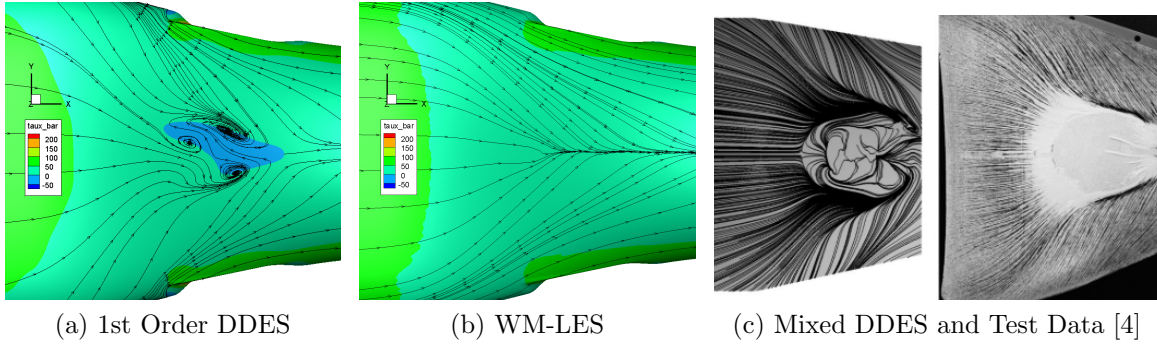 Y
Z X
taux_bar
200
150
100
50
0
-50
Y
Z X
taux_bar
200
150
100
50
0
-50
(a) 1st Order DDES
(b) WM-LES
(c) Mixed DDES and Test Data [4]